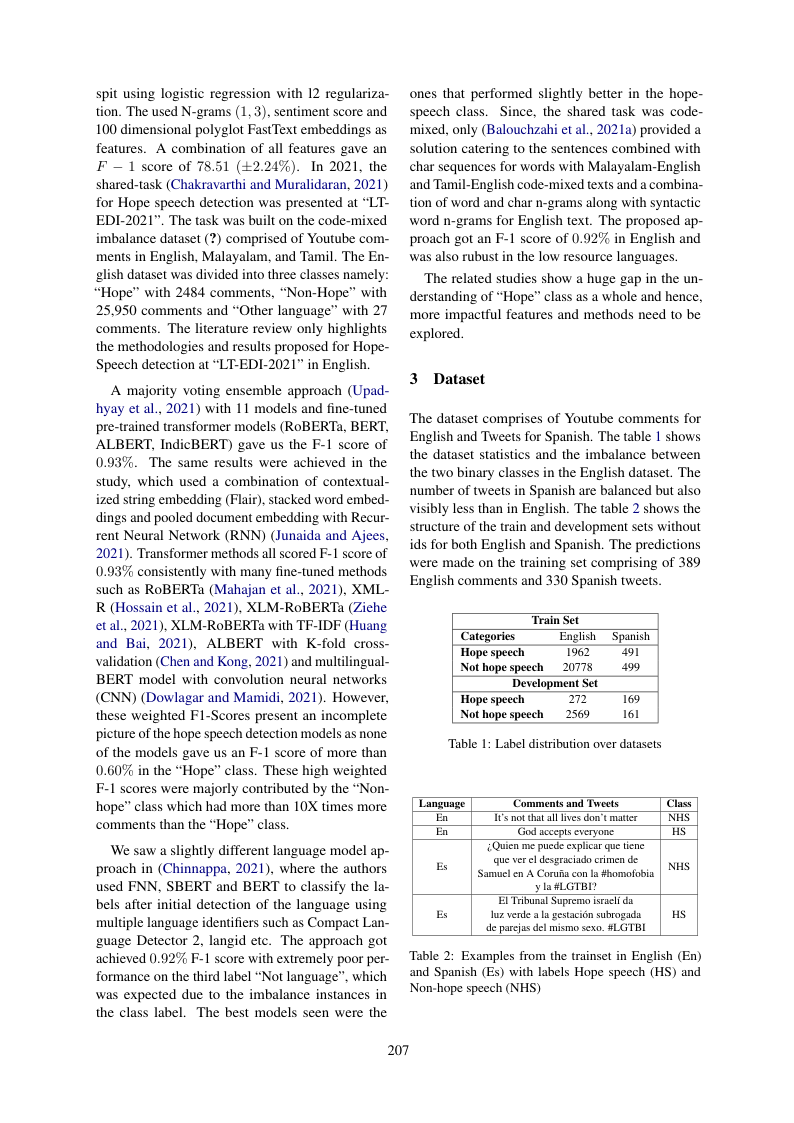 spit using logistic regression with l2 regulariza-
tion. The used N-grams (1, 3), sentiment score and
100 dimensional polyglot FastText embeddings as
features. A combination of all features gave an
F − 1 score of 78.51 (±2.24%). In 2021, the
shared-task (Chakravarthi and Muralidaran, 2021)
for Hope speech detection was presented at “LT-
EDI-2021”. The task was built on the code-mixed
imbalance dataset (?) comprised of Youtube com-
ments in English, Malayalam, and Tamil. The En-
glish dataset was divided into three classes namely:
“Hope” with 2484 comments, “Non-Hope” with
25,950 comments and “Other language” with 27
comments. The literature review only highlights
the methodologies and results proposed for Hope-
Speech detection at “LT-EDI-2021” in English.
A majority voting ensemble approach (Upad-
hyay et al., 2021) with 11 models and fine-tuned
pre-trained transformer models (RoBERTa, BERT,
ALBERT, IndicBERT) gave us the F-1 score of
0.93%. The same results were achieved in the
study, which used a combination of contextual-
ized string embedding (Flair), stacked word embed-
dings and pooled document embedding with Recur-
rent Neural Network (RNN) (Junaida and Ajees,
2021). Transformer methods all scored F-1 score of
0.93% consistently with many fine-tuned methods
such as RoBERTa (Mahajan et al., 2021), XML-
R (Hossain et al., 2021), XLM-RoBERTa (Ziehe
et al., 2021), XLM-RoBERTa with TF-IDF (Huang
and Bai, 2021), ALBERT with K-fold cross-
validation (Chen and Kong, 2021) and multilingual-
BERT model with convolution neural networks
(CNN) (Dowlagar and Mamidi, 2021). However,
these weighted F1-Scores present an incomplete
picture of the hope speech detection models as none
of the models gave us an F-1 score of more than
0.60% in the “Hope” class. These high weighted
F-1 scores were majorly contributed by the “Non-
hope” class which had more than 10X times more
comments than the “Hope” class.
We saw a slightly different language model ap-
proach in (Chinnappa, 2021), where the authors
used FNN, SBERT and BERT to classify the la-
bels after initial detection of the language using
multiple language identifiers such as Compact Lan-
guage Detector 2, langid etc. The approach got
achieved 0.92% F-1 score with extremely poor per-
formance on the third label “Not language”, which
was expected due to the imbalance instances in
the class label. The best models seen were the
ones that performed slightly better in the hope-
speech class. Since, the shared task was code-
mixed, only (Balouchzahi et al., 2021a) provided a
solution catering to the sentences combined with
char sequences for words with Malayalam-English
and Tamil-English code-mixed texts and a combina-
tion of word and char n-grams along with syntactic
word n-grams for English text. The proposed ap-
proach got an F-1 score of 0.92% in English and
was also rubust in the low resource languages.
The related studies show a huge gap in the un-
derstanding of “Hope” class as a whole and hence,
more impactful features and methods need to be
explored.
3 Dataset
The dataset comprises of Youtube comments for
English and Tweets for Spanish. The table 1 shows
the dataset statistics and the imbalance between
the two binary classes in the English dataset. The
number of tweets in Spanish are balanced but also
visibly less than in English. The table 2 shows the
structure of the train and development sets without
ids for both English and Spanish. The predictions
were made on the training set comprising of 389
English comments and 330 Spanish tweets.
Train Set
Categories English Spanish
Hope speech 1962 491
Not hope speech 20778 499
Development Set
Hope speech 272 169
Not hope speech 2569 161
Table 1: Label distribution over datasets
Language Comments and Tweets Class
En It’s not that all lives don’t matter NHS
En God accepts everyone HS
¿Quien me puede explicar que tiene
que ver el desgraciado crimen de
Es Samuel en A Coruña con la #homofobia NHS
y la #LGTBI?
El Tribunal Supremo israelí da
Es luz verde a la gestación subrogada HS
de parejas del mismo sexo. #LGTBI
Table 2: Examples from the trainset in English (En)
and Spanish (Es) with labels Hope speech (HS) and
Non-hope speech (NHS)
207